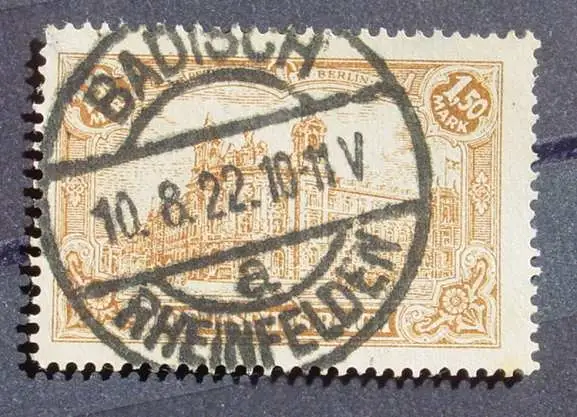 BADISCH
BERLIN
1,50
MARK
10.8.22.10-11 V
a
RHEINFELDEN